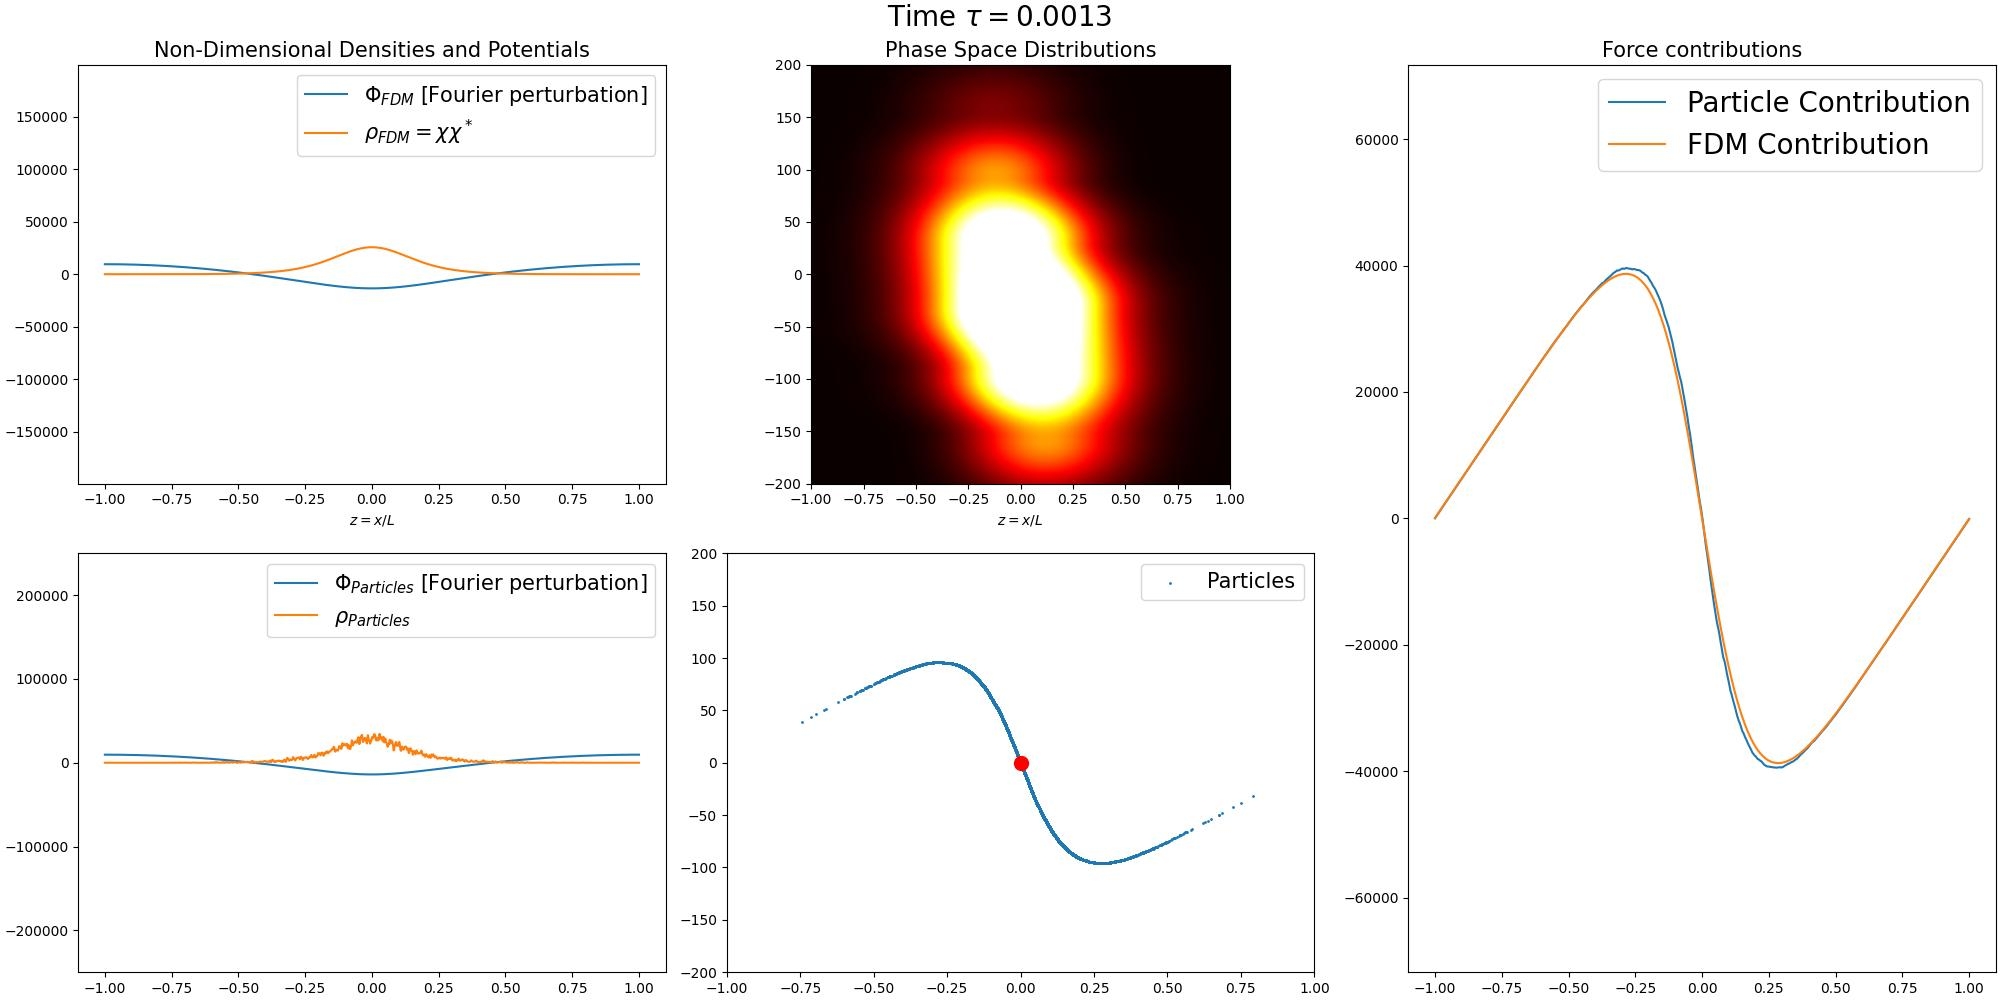 Time τ = 0.0013
Non-Dimensional Densities and Potentials
Φ_FDM [Fourier perturbation]
ρ_FDM = χχ*
150000
100000
50000
0
−50000
−100000
−150000
−1.00 −0.75 −0.50 −0.25 0.00 0.25 0.50 0.75 1.00
z = x/L
Phase Space Distributions
200
150
100
50
0
−50
−100
−150
−200
−1.00 −0.75 −0.50 −0.25 0.00 0.25 0.50 0.75 1.00
z = x/L
Force contributions
Particle Contribution
FDM Contribution
60000
40000
20000
0
−20000
−40000
−60000
−1.00 −0.75 −0.50 −0.25 0.00 0.25 0.50 0.75 1.00
Φ_Particles [Fourier perturbation]
ρ_Particles
200000
100000
0
−100000
−200000
−1.00 −0.75 −0.50 −0.25 0.00 0.25 0.50 0.75 1.00
Particles
200
150
100
50
0
−50
−100
−150
−200
−1.00 −0.75 −0.50 −0.25 0.00 0.25 0.50 0.75 1.00